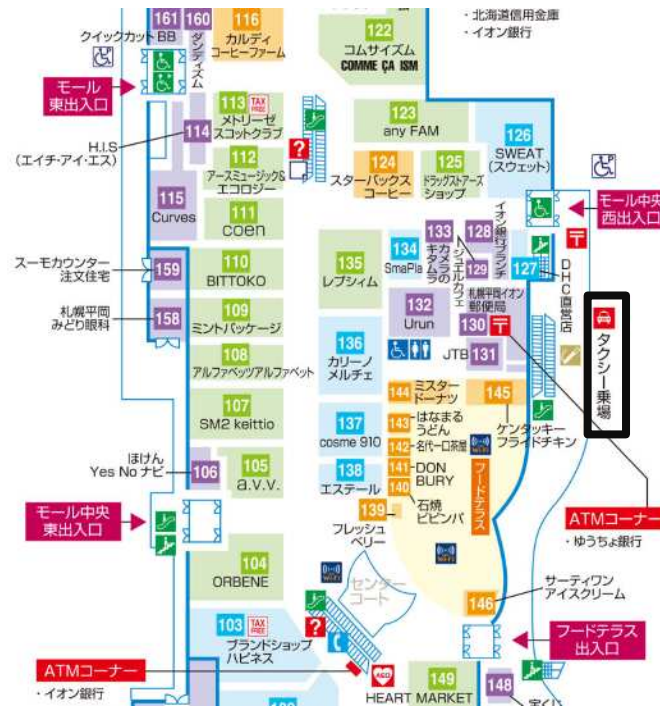 ・北海道信用金庫
・イオン銀行
161
160
116
122
クイックカット BB
ダンディズム
カルディ
コーヒーファーム
コムサイズム
COMME ÇA ISM
モール
東出入口
113
TAX
FREE
メトリーゼ
スコットクラブ
123
any FAM
126
SWEAT
(スウェット)
H.I.S
(エイチ・アイ・エス)
114
?
112
アースミュージック&
エコロジー
124
スターバックス
コーヒー
125
ドラッグストアーズ
ショップ
115
Curves
111
coen
モール中央
西出入口
133
カメラの
キタムラ
128
イオン銀行ブランチ
134
SmaPla
ジュエルカフェ
129
127
DHC直営店
スーモカウンター
注文住宅
159
110
BITTOKO
135
レプシィム
132
Urun
札幌平岡イオン
郵便局
130
札幌平岡
みどり眼科
158
109
ミントパッケージ
136
カリーノ
メルチェ
JTB
131
タクシー乗場
108
アルファベッツアルファベット
144
ミスター
ドーナツ
145
ケンタッキー
フライドチキン
107
SM2 keittio
137
cosme 910
143
はなまる
うどん
142
名代一口茶屋
Wi-Fi
ほけん
Yes No ナビ
106
105
a.v.v.
138
エステール
141
DON
BURY
140
石焼
ビビンパ
フードテラス
139
フレッシュ
ベリー
モール中央
東出入口
ATMコーナー
・ゆうちょ銀行
104
ORBENE
Wi-Fi
Wi-Fi
センター
コート
サーティワン
アイスクリーム
146
103
TAX
FREE
ブランドショップ
ハピネス
?
フードテラス
出入口
ATMコーナー
・イオン銀行
AED
149
HEART MARKET
148
宝くじ